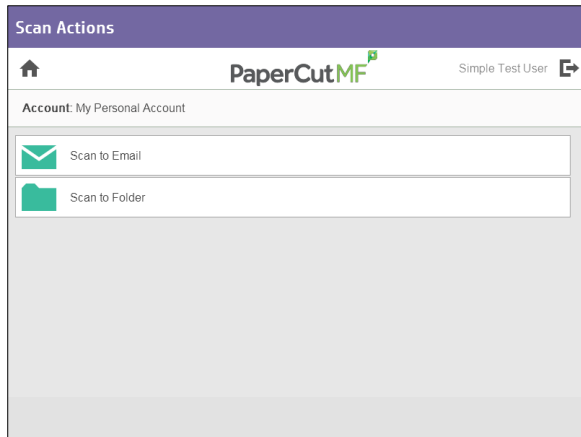 Scan Actions
PaperCutMF
Simple Test User
Account: My Personal Account
Scan to Email
Scan to Folder